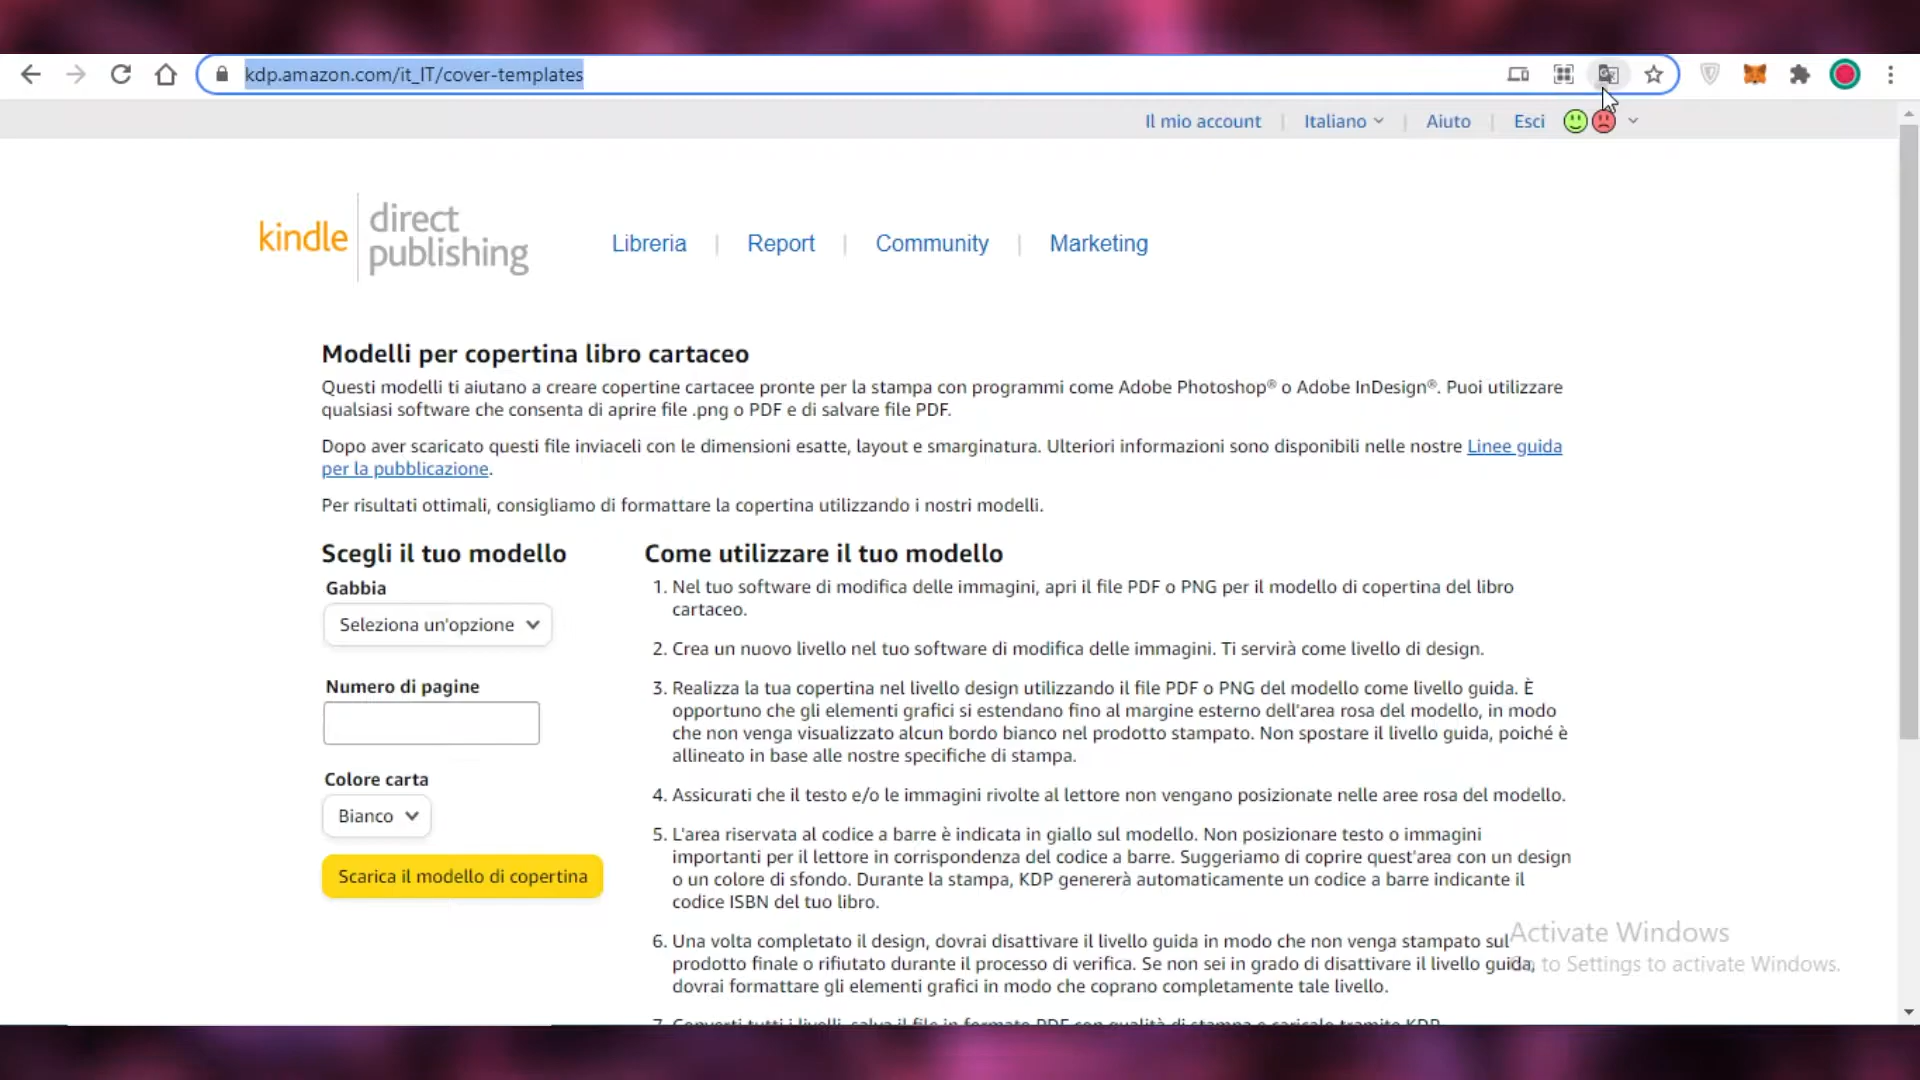 kdp.amazon.com/it_IT/cover-templates
Il mio account | Italiano | Aiuto | Esci
kindle direct publishing
Libreria | Report | Community | Marketing
Modelli per copertina libro cartaceo
Questi modelli ti aiutano a creare copertine cartacee pronte per la stampa con programmi come Adobe Photoshop® o Adobe InDesign®. Puoi utilizzare
qualsiasi software che consenta di aprire file .png o PDF e di salvare file PDF.
Dopo aver scaricato questi file inviaceli con le dimensioni esatte, layout e smarginatura. Ulteriori informazioni sono disponibili nelle nostre Linee guida
per la pubblicazione.
Per risultati ottimali, consigliamo di formattare la copertina utilizzando i nostri modelli.
Scegli il tuo modello
Gabbia
Seleziona un'opzione
Numero di pagine
Colore carta
Bianco
Scarica il modello di copertina
Come utilizzare il tuo modello
1. Nel tuo software di modifica delle immagini, apri il file PDF o PNG per il modello di copertina del libro
cartaceo.
2. Crea un nuovo livello nel tuo software di modifica delle immagini. Ti servirà come livello di design.
3. Realizza la tua copertina nel livello design utilizzando il file PDF o PNG del modello come livello guida. È
opportuno che gli elementi grafici si estendano fino al margine esterno dell'area rosa del modello, in modo
che non venga visualizzato alcun bordo bianco nel prodotto stampato. Non spostare il livello guida, poiché è
allineato in base alle nostre specifiche di stampa.
4. Assicurati che il testo e/o le immagini rivolte al lettore non vengano posizionate nelle aree rosa del modello.
5. L'area riservata al codice a barre è indicata in giallo sul modello. Non posizionare testo o immagini
importanti per il lettore in corrispondenza del codice a barre. Suggeriamo di coprire quest'area con un design
o un colore di sfondo. Durante la stampa, KDP genererà automaticamente un codice a barre indicante il
codice ISBN del tuo libro.
6. Una volta completato il design, dovrai disattivare il livello guida in modo che non venga stampato sul
prodotto finale o rifiutato durante il processo di verifica. Se non sei in grado di disattivare il livello guida,
dovrai formattare gli elementi grafici in modo che coprano completamente tale livello.
7. Converti tutti i livelli, salva il file in formato PDF con qualità di stampa e caricalo tramite KDP.
Activate Windows
to Settings to activate Windows.